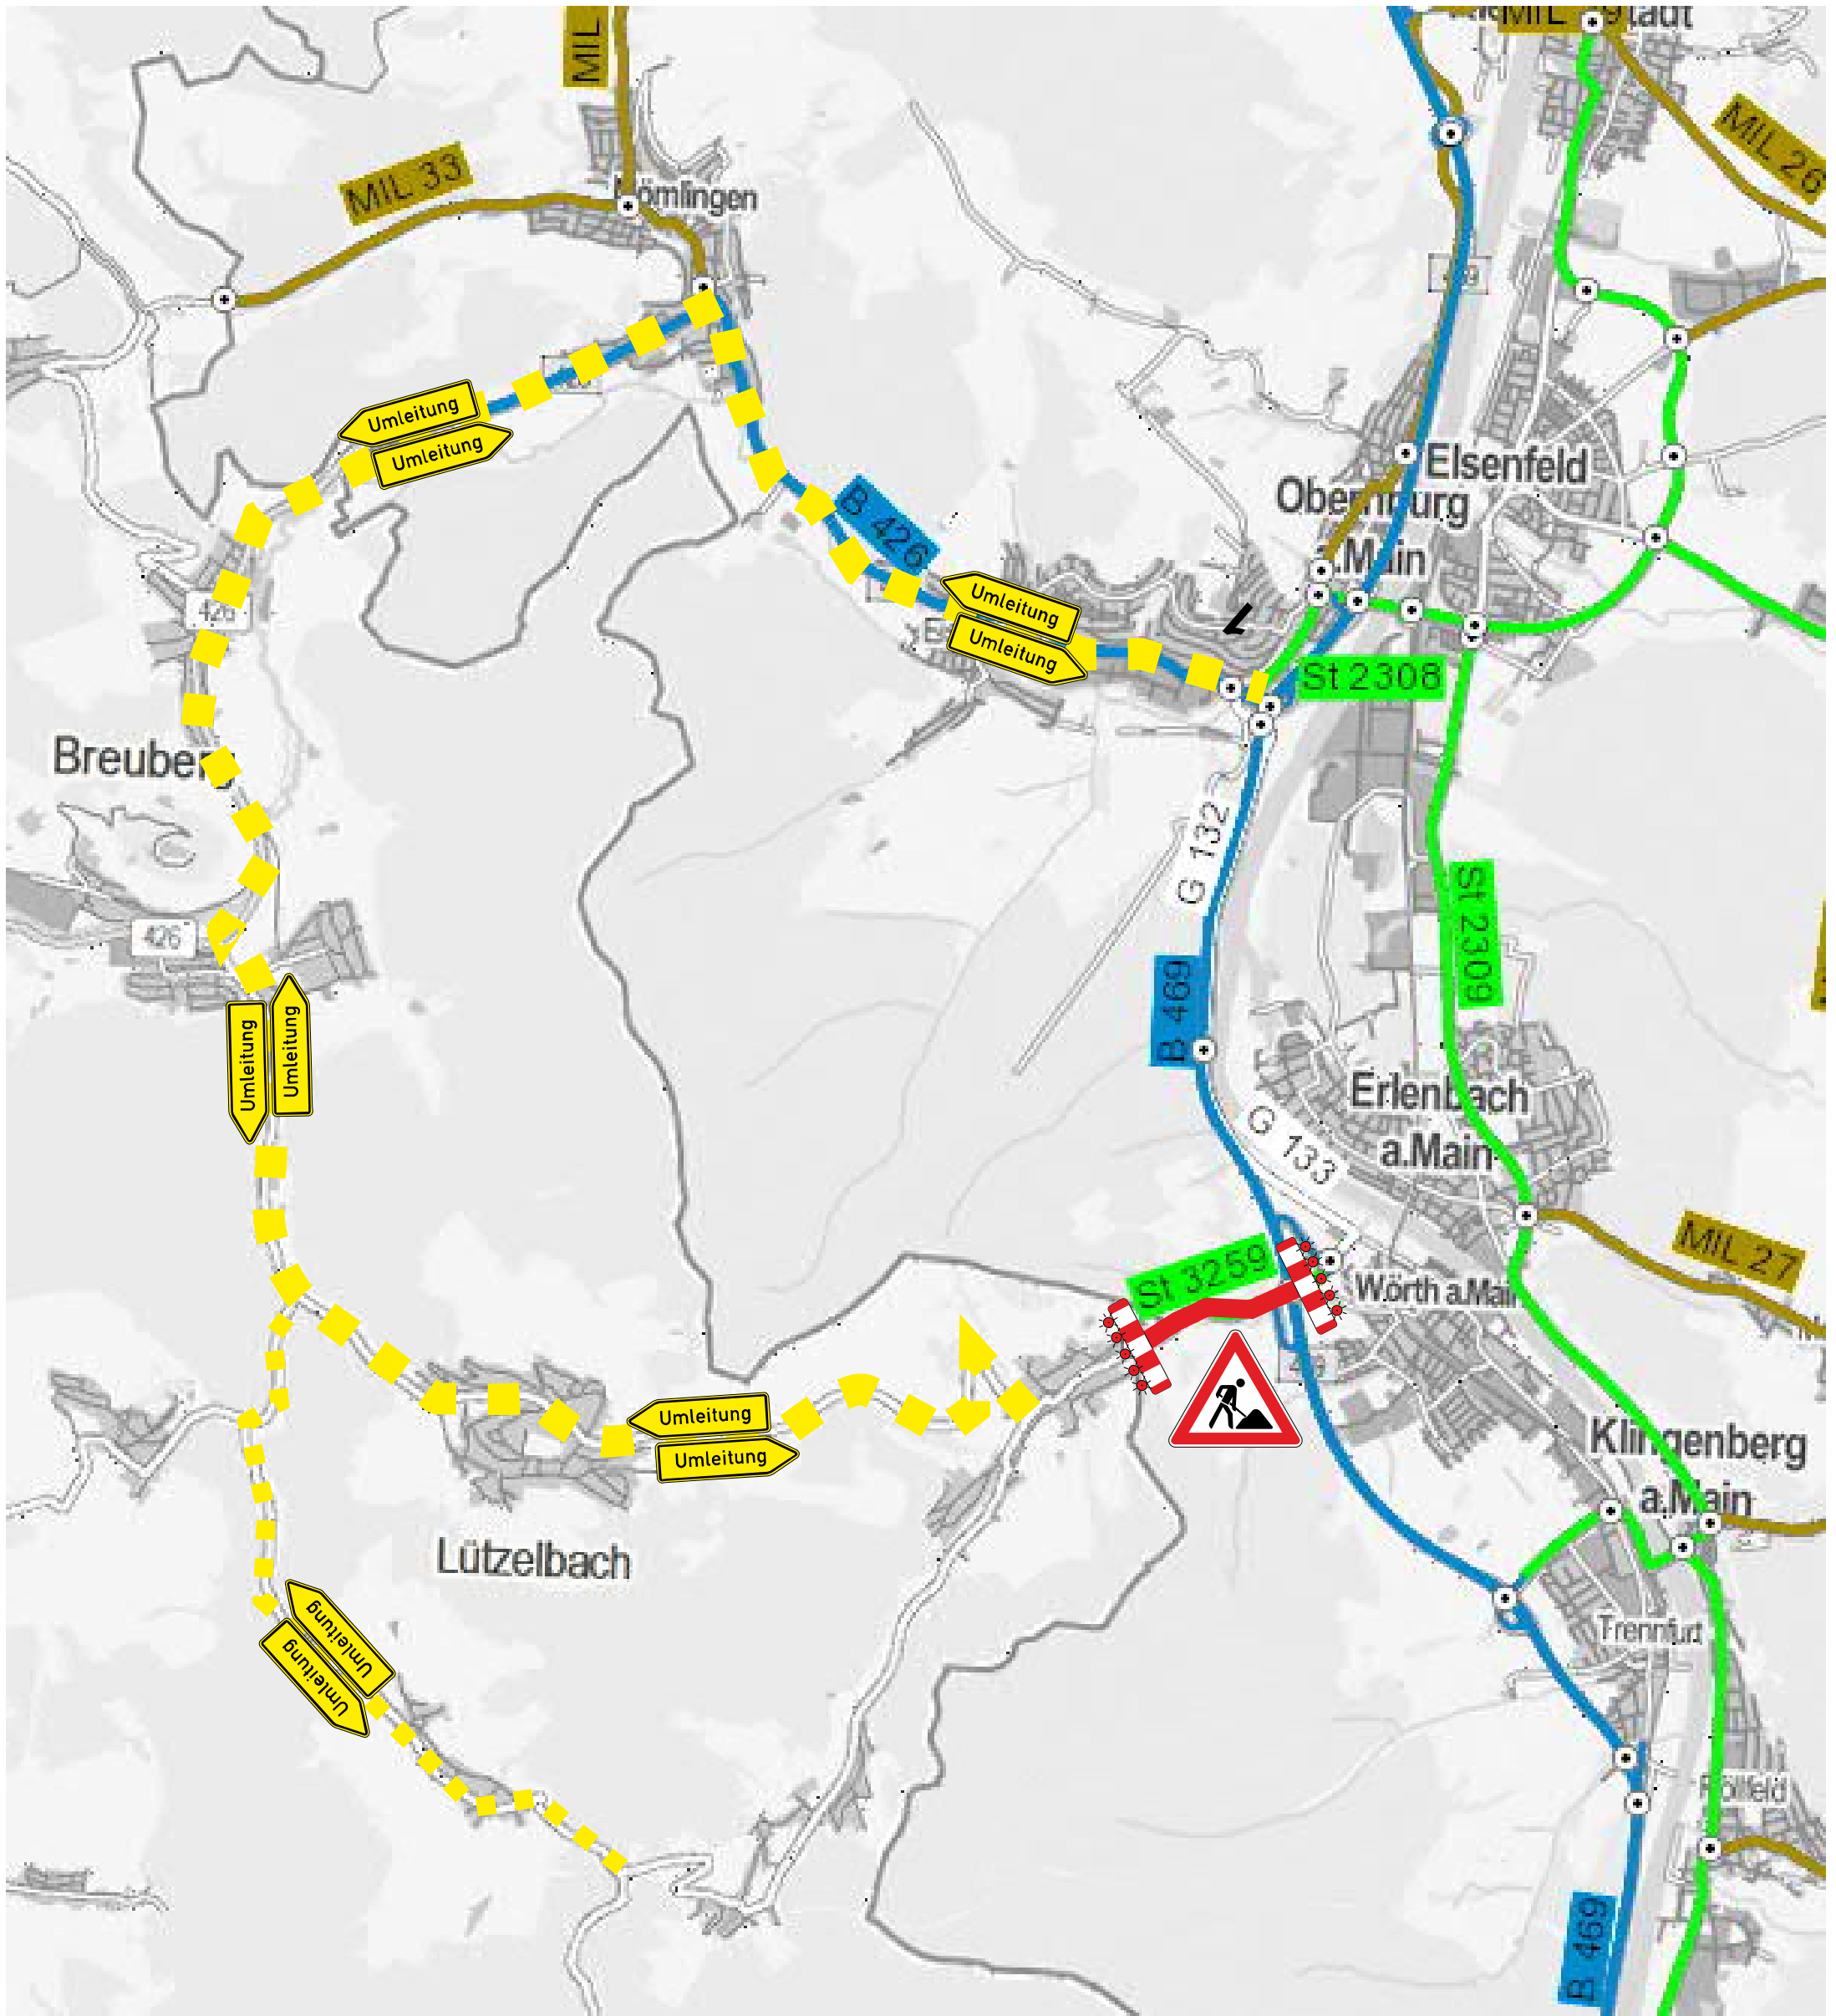 MIL
MIL 33
MIL 26
Elsenfeld
a.Main
B 426
426
Umleitung
Umleitung
Umleitung
Umleitung
St 2308
Breuberg
G 132
426
St 2309
B 469
Umleitung
Umleitung
Erlenbach
a.Main
G 133
MIL 27
St 3259
Wörth a.Main
Umleitung
Umleitung
Klingenberg
a.Main
Lützelbach
Umleitung
Umleitung
Trennfurt
B 469